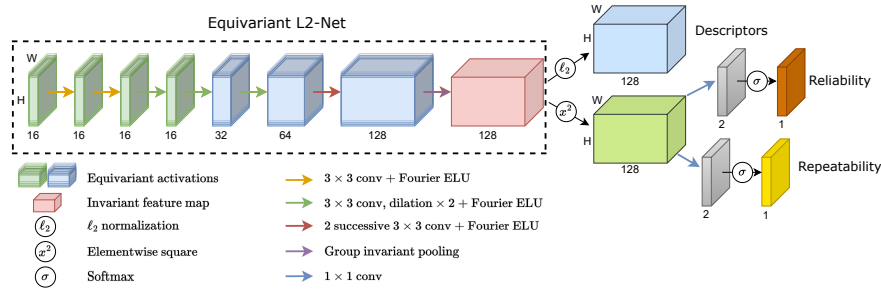 Equivariant L2-Net
W
H
16
16
16
16
32
64
128
128
ℓ2
x²
W
H
128
Descriptors
W
H
128
2
σ
1
Reliability
2
σ
1
Repeatability
Equivariant activations
Invariant feature map
ℓ2 ℓ2 normalization
x² Elementwise square
σ Softmax
3 × 3 conv + Fourier ELU
3 × 3 conv, dilation × 2 + Fourier ELU
2 successive 3 × 3 conv + Fourier ELU
Group invariant pooling
1 × 1 conv